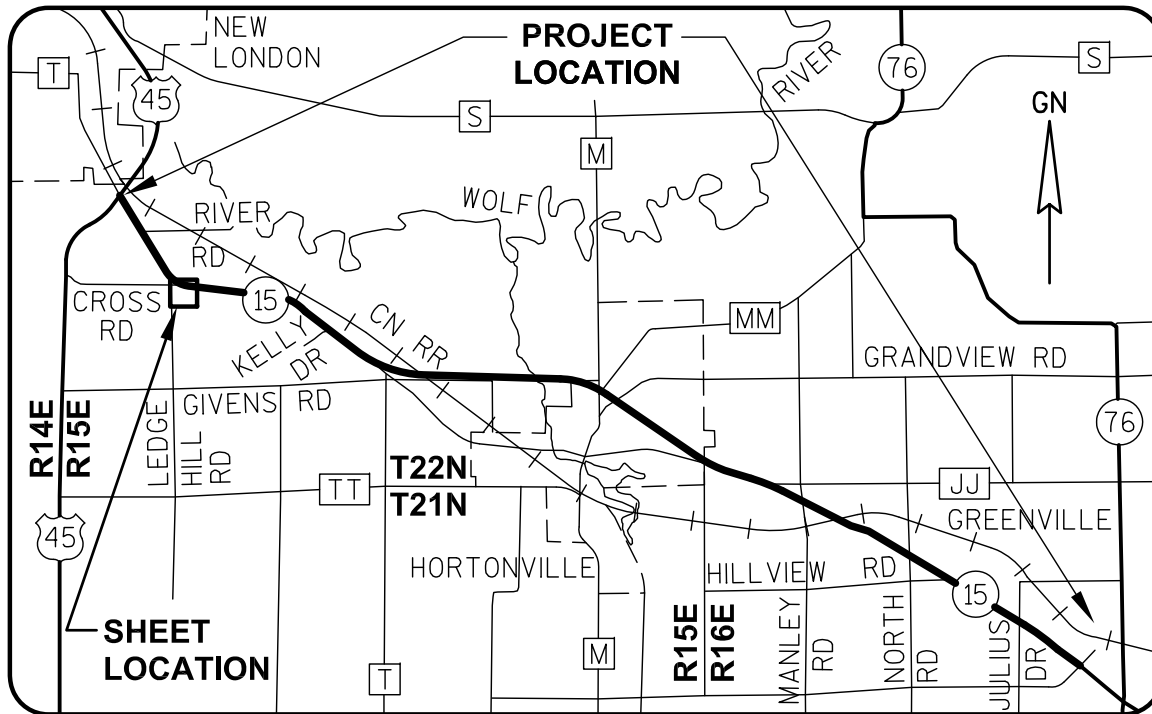 NEW
LONDON
PROJECT
LOCATION
RIVER
76
S
T
45
GN
S
M
WOLF
RIVER
RD
CROSS
RD
15
KELLY
DR
CN RR
MM
GRANDVIEW RD
GIVENS RD
R14E
R15E
LEDGE
HILL
RD
76
T22N
T21N
TT
JJ
45
GREENVILLE
HORTONVILLE
HILLVIEW RD
15
SHEET
LOCATION
M
T
R15E
R16E
MANLEY
RD
NORTH
RD
JULIUS
DR